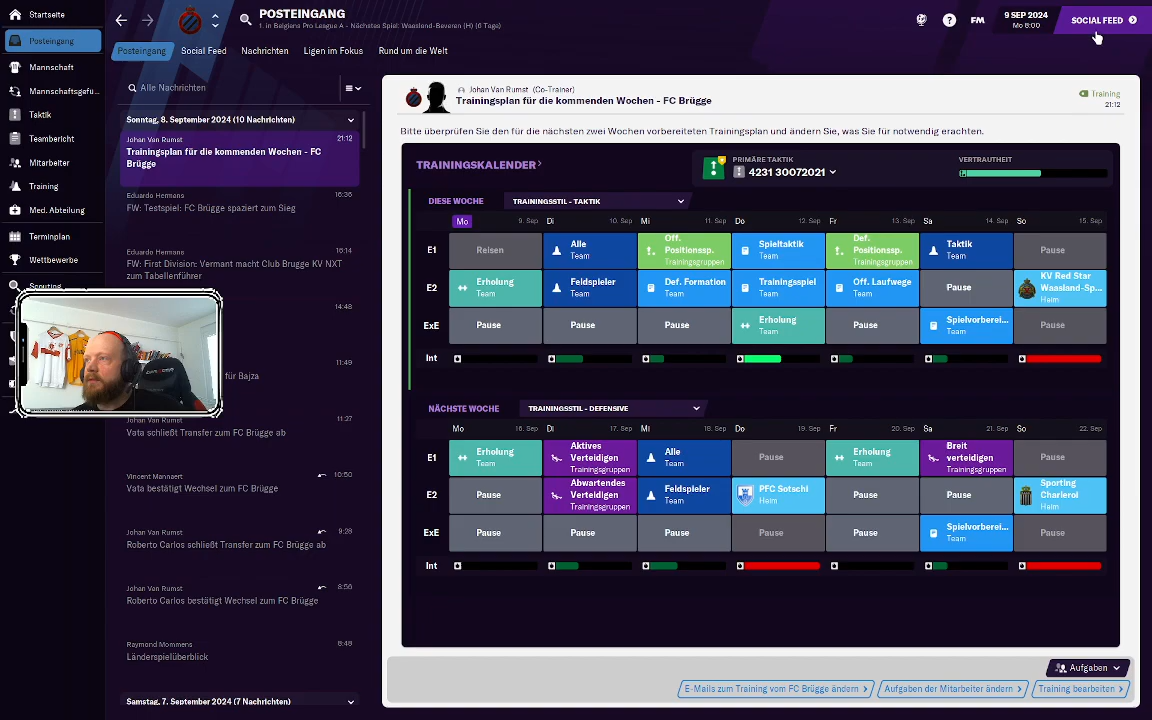 Startseite
Posteingang
Mannschaft
Mannschaftsgefu...
Taktik
Teambericht
Mitarbeiter
Training
Med. Abteilung
Terminplan
Wettbewerbe
POSTEINGANG
1. in Belgiens Pro League A - Nächstes Spiel: Waasland-Beveren (H) (6 Tage)
FM
9 SEP 2024
Mo 8:00
SOCIAL FEED
Posteingang
Social Feed
Nachrichten
Ligen im Fokus
Rund um die Welt
Alle Nachrichten
Sonntag, 8. September 2024 (10 Nachrichten)
Johan Van Rumst
21:12
Trainingsplan für die kommenden Wochen - FC
Brügge
Eduardo Hermans
16:36
FW: Testspiel: FC Brügge spaziert zum Sieg
Eduardo Hermans
16:14
FW: First Division: Vermant macht Club Brugge KV NXT
zum Tabellenführer
14:48
11:49
für Bajza
Johan Van Rumst
11:27
Vata schließt Transfer zum FC Brügge ab
Vincent Mannaert
10:50
Vata bestätigt Wechsel zum FC Brügge
Johan Van Rumst
9:28
Roberto Carlos schließt Transfer zum FC Brügge ab
Johan Van Rumst
8:56
Roberto Carlos bestätigt Wechsel zum FC Brügge
Raymond Mommens
8:48
Länderspielüberblick
Samstag, 7. September 2024 (7 Nachrichten)
Johan Van Rumst (Co-Trainer)
Trainingsplan für die kommenden Wochen - FC Brügge
Training
21:12
Bitte überprüfen Sie den für die nächsten zwei Wochen vorbereiteten Trainingsplan und ändern Sie, was Sie für notwendig erachten.
TRAININGSKALENDER
PRIMÄRE TAKTIK
4231 30072021
VERTRAUTHEIT
DIESE WOCHE
TRAININGSSTIL - TAKTIK
Mo 9. Sep Di 10. Sep Mi 11. Sep Do 12. Sep Fr 13. Sep Sa 14. Sep So 15. Sep
E1
Reisen
Alle
Team
Off.
Positionssp.
Trainingsgruppen
Spieltaktik
Team
Def.
Positionssp.
Trainingsgruppen
Taktik
Team
Pause
E2
Erholung
Team
Feldspieler
Team
Def. Formation
Team
Trainingsspiel
Team
Off. Laufwege
Team
Pause
KV Red Star
Waasland-Sp...
Heim
ExE
Pause
Pause
Pause
Erholung
Team
Pause
Spielvorberei...
Team
Pause
Int
NÄCHSTE WOCHE
TRAININGSSTIL - DEFENSIVE
Mo 16. Sep Di 17. Sep Mi 18. Sep Do 19. Sep Fr 20. Sep Sa 21. Sep So 22. Sep
E1
Erholung
Team
Aktives
Verteidigen
Trainingsgruppen
Alle
Team
Pause
Erholung
Team
Breit
verteidigen
Trainingsgruppen
Pause
E2
Pause
Abwartendes
Verteidigen
Trainingsgruppen
Feldspieler
Team
PFC Sotschi
Heim
Pause
Pause
Sporting
Charleroi
Heim
ExE
Pause
Pause
Pause
Pause
Pause
Spielvorberei...
Team
Pause
Int
Aufgaben
E-Mails zum Training vom FC Brügge ändern
Aufgaben der Mitarbeiter ändern
Training bearbeiten